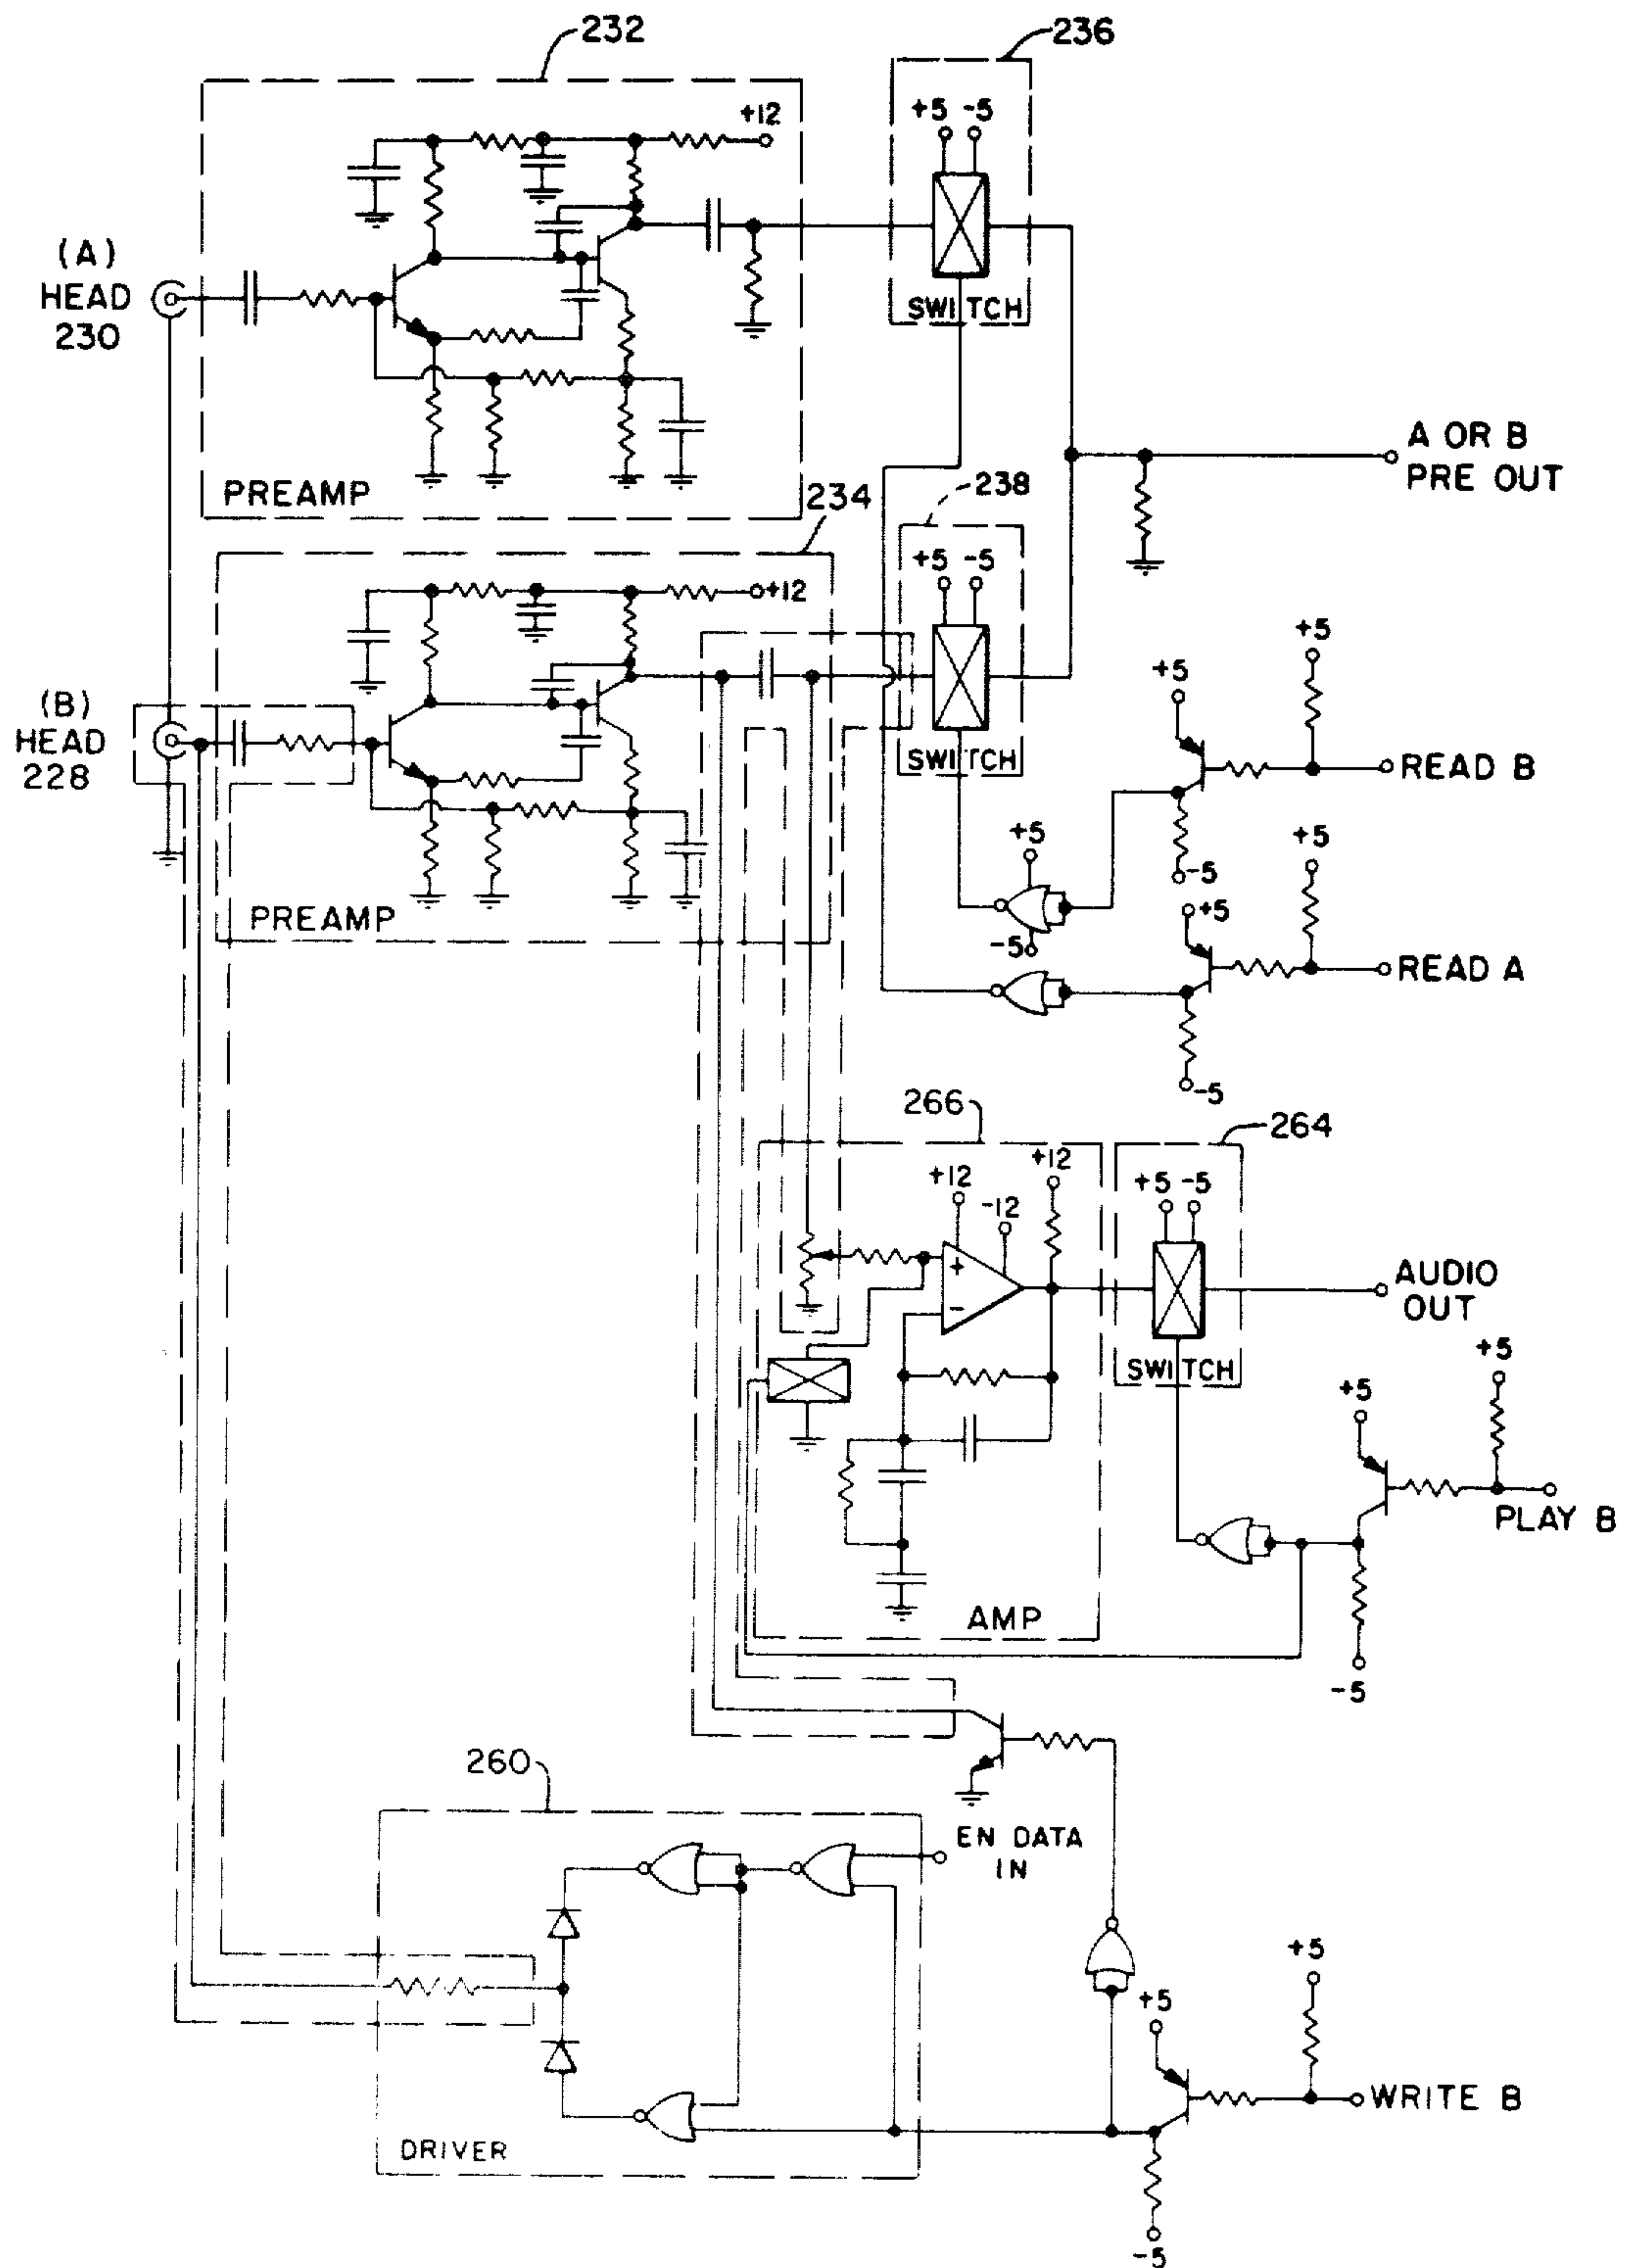 232
236
+12
+5 -5
(A)
HEAD
230
SWITCH
PREAMP
A OR B
PRE OUT
234
238
+5 -5
+12
(B)
HEAD
228
SWITCH
+5
+5
READ B
-5
+5
-5
+5
+5
READ A
-5
PREAMP
266
264
+12
-12
+12
+5 -5
+
-
AUDIO
OUT
SWITCH
+5
+5
PLAY B
-5
AMP
260
EN DATA
IN
+5
+5
WRITE B
-5
DRIVER